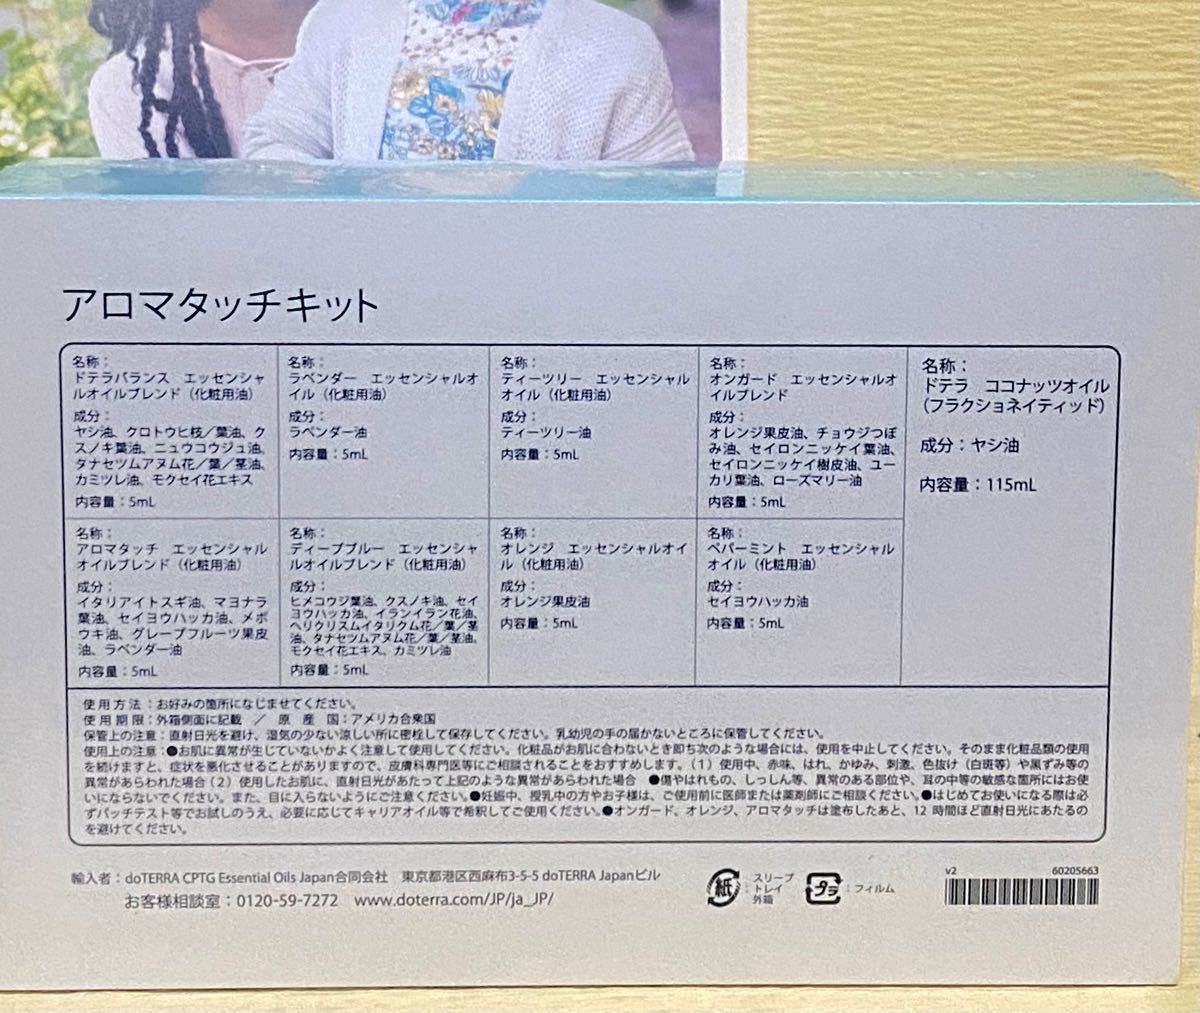 アロマタッチキット
名称：
ドテラバランス　エッセンシャ
ルオイルブレンド（化粧用油）
成分：
ヤシ油、クロトウヒ枝／葉油、ク
スノキ葉油、ニュウコウジュ油、
タナセツムアヌム花／葉／茎油、
カミツレ油、モクセイ花エキス
内容量：5mL
名称：
ラベンダー　エッセンシャルオ
イル（化粧用油）
成分：
ラベンダー油
内容量：5mL
名称：
ティーツリー　エッセンシャル
オイル（化粧用油）
成分：
ティーツリー油
内容量：5mL
名称：
オンガード　エッセンシャルオ
イルブレンド
成分：
オレンジ果皮油、チョウジつぼ
み油、セイロンニッケイ葉油、
セイロンニッケイ樹皮油、ユー
カリ葉油、ローズマリー油
内容量：5mL
名称：
ドテラ　ココナッツオイル
（フラクショネイティッド）
成分：ヤシ油
内容量：115mL
名称：
アロマタッチ　エッセンシャル
オイルブレンド（化粧用油）
成分：
イタリアイトスギ油、マヨナラ
葉油、セイヨウハッカ油、メボ
ウキ油、グレープフルーツ果皮
油、ラベンダー油
内容量：5mL
名称：
ディープブルー　エッセンシャ
ルオイルブレンド（化粧用油）
成分：
ヒメコウジ葉油、クスノキ油、セイ
ヨウハッカ油、イランイラン花油、
ヘリクリスムイタリクム花／葉／茎
油、タナセツムアヌム花／葉／茎油、
モクセイ花エキス、カミツレ油
内容量：5mL
名称：
オレンジ　エッセンシャルオイ
ル（化粧用油）
成分：
オレンジ果皮油
内容量：5mL
名称：
ペパーミント　エッセンシャル
オイル（化粧用油）
成分：
セイヨウハッカ油
内容量：5mL
使用方法：お好みの箇所になじませてください。
使用期限：外箱側面に記載　／　原　産　国：アメリカ合衆国
保管上の注意：直射日光を避け、湿気の少ない涼しい所に密栓して保存してください。乳幼児の手の届かないところに保管してください。
使用上の注意：●お肌に異常が生じていないかよく注意して使用してください。化粧品がお肌に合わないとき即ち次のような場合には、使用を中止してください。そのまま化粧品類の使用
を続けますと、症状を悪化させることがありますので、皮膚科専門医等にご相談されることをおすすめします。（1）使用中、赤味、はれ、かゆみ、刺激、色抜け（白斑等）や黒ずみ等の
異常があらわれた場合（2）使用したお肌に、直射日光があたって上記のような異常があらわれた場合　●傷やはれもの、しっしん等、異常のある部位や、耳の中等の敏感な箇所にはお使
いにならないでください。また、目に入らないようにご注意ください。●妊娠中、授乳中の方やお子様は、ご使用前に医師または薬剤師にご相談ください。●はじめてお使いになる際は必
ずパッチテスト等でお試しのうえ、必要に応じてキャリアオイル等で希釈してご使用ください。●オンガード、オレンジ、アロマタッチは塗布したあと、12 時間ほど直射日光にあたるの
を避けてください。
輸入者：doTERRA CPTG Essential Oils Japan合同会社　東京都港区西麻布3-5-5 doTERRA Japanビル
お客様相談室：0120-59-7272　www.doterra.com/JP/ja_JP/
紙：スリーブ
トレイ
外箱
プラ：フィルム
v2　60205663